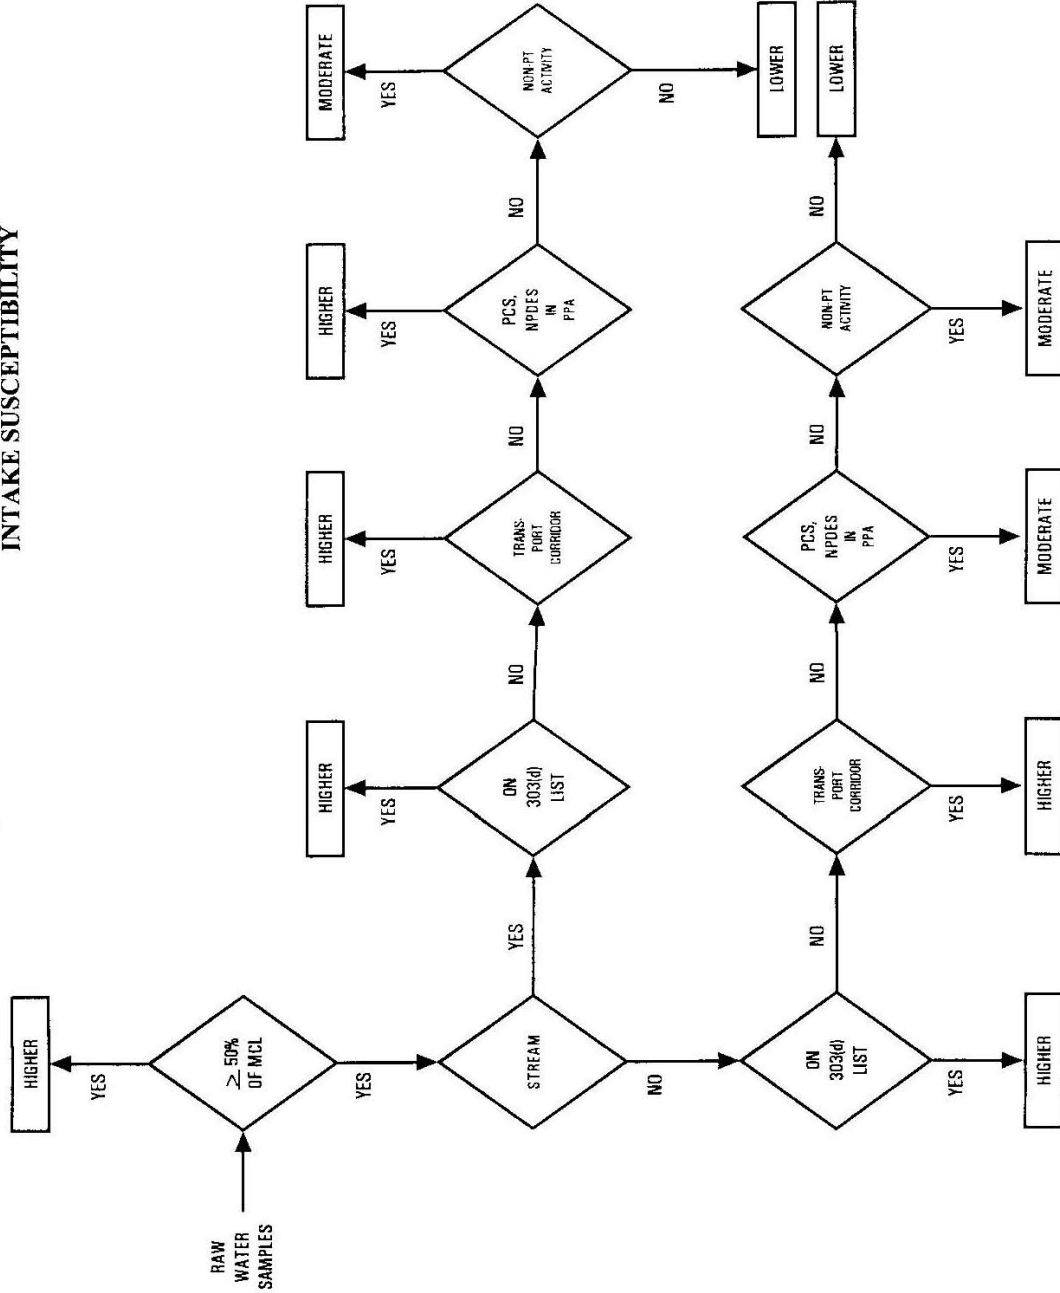 INTAKE SUSCEPTIBILITY
HIGHER
YES
RAW
WATER
SAMPLES
≥ 50%
OF MCL
YES
HIGHER
HIGHER
HIGHER
MODERATE
YES
YES
YES
YES
STREAM
YES
ON
303(d)
LIST
NO
TRANS-
PORT
CORRIDOR
NO
PCS,
NPDES
IN
PPA
NO
NON-PT
ACTIVITY
NO
NO
LOWER
ON
303(d)
LIST
NO
TRANS-
PORT
CORRIDOR
NO
PCS,
NPDES
IN
PPA
NO
NON-PT
ACTIVITY
NO
LOWER
YES
YES
YES
YES
HIGHER
HIGHER
MODERATE
MODERATE